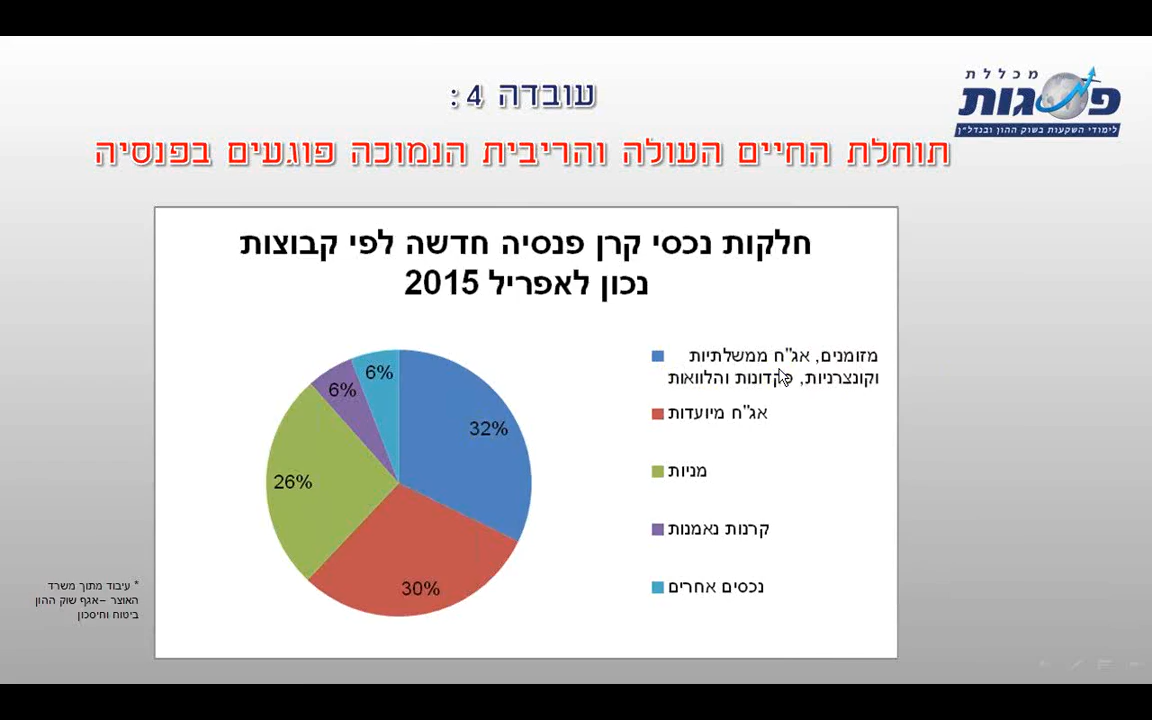 מכללת
פסגות
לימודי השקעות בשוק ההון ובנדל"ן
עובדה 4 :
תוחלת החיים העולה והריבית הנמוכה פוגעים בפנסיה
חלקות נכסי קרן פנסיה חדשה לפי קבוצות
נכון לאפריל 2015
מזומנים, אג"ח ממשלתיות
וקונצרניות, פקדונות והלוואות
אג"ח מיועדות
מניות
קרנות נאמנות
נכסים אחרים
32%
30%
26%
6%
6%
* עיבוד מתוך משרד
האוצר –אגף שוק ההון
ביטוח וחיסכון